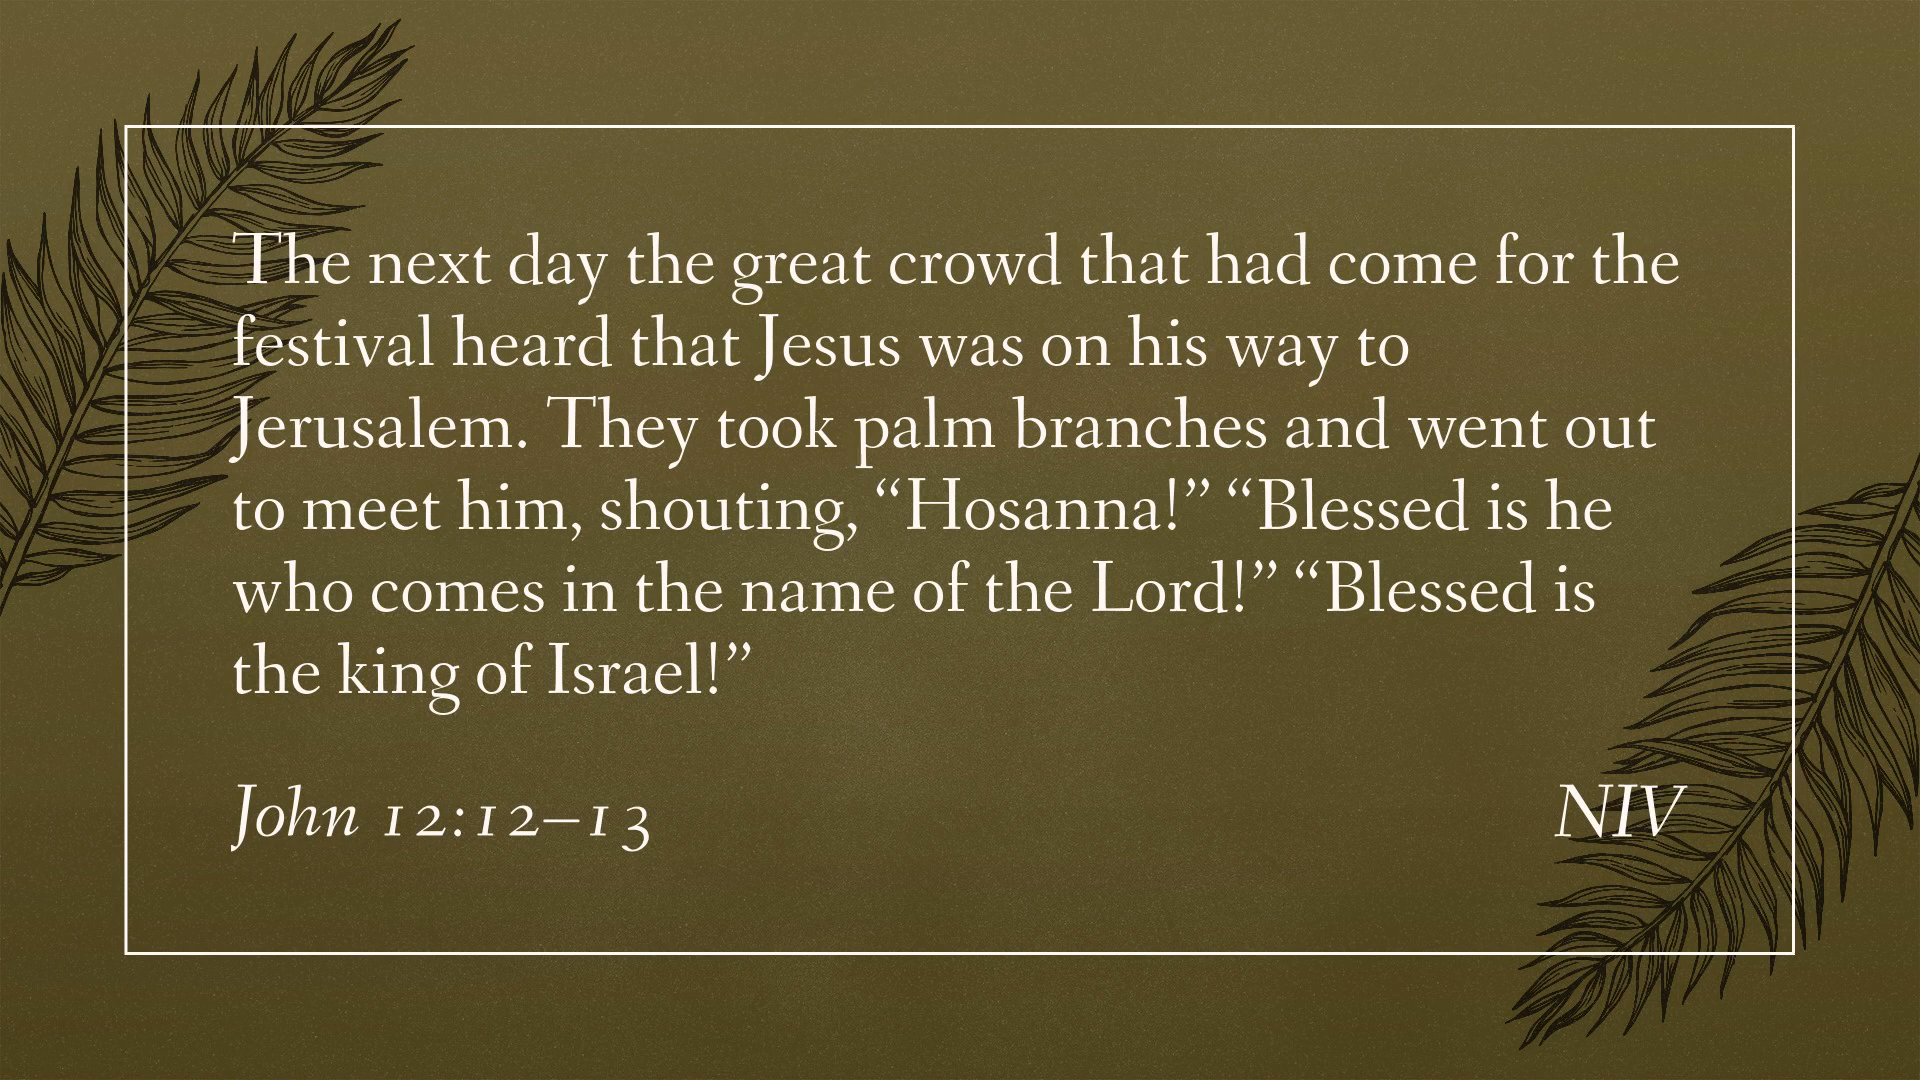 The next day the great crowd that had come for the
festival heard that Jesus was on his way to
Jerusalem. They took palm branches and went out
to meet him, shouting, “Hosanna!” “Blessed is he
who comes in the name of the Lord!” “Blessed is
the king of Israel!”
John 12:12–13 NIV